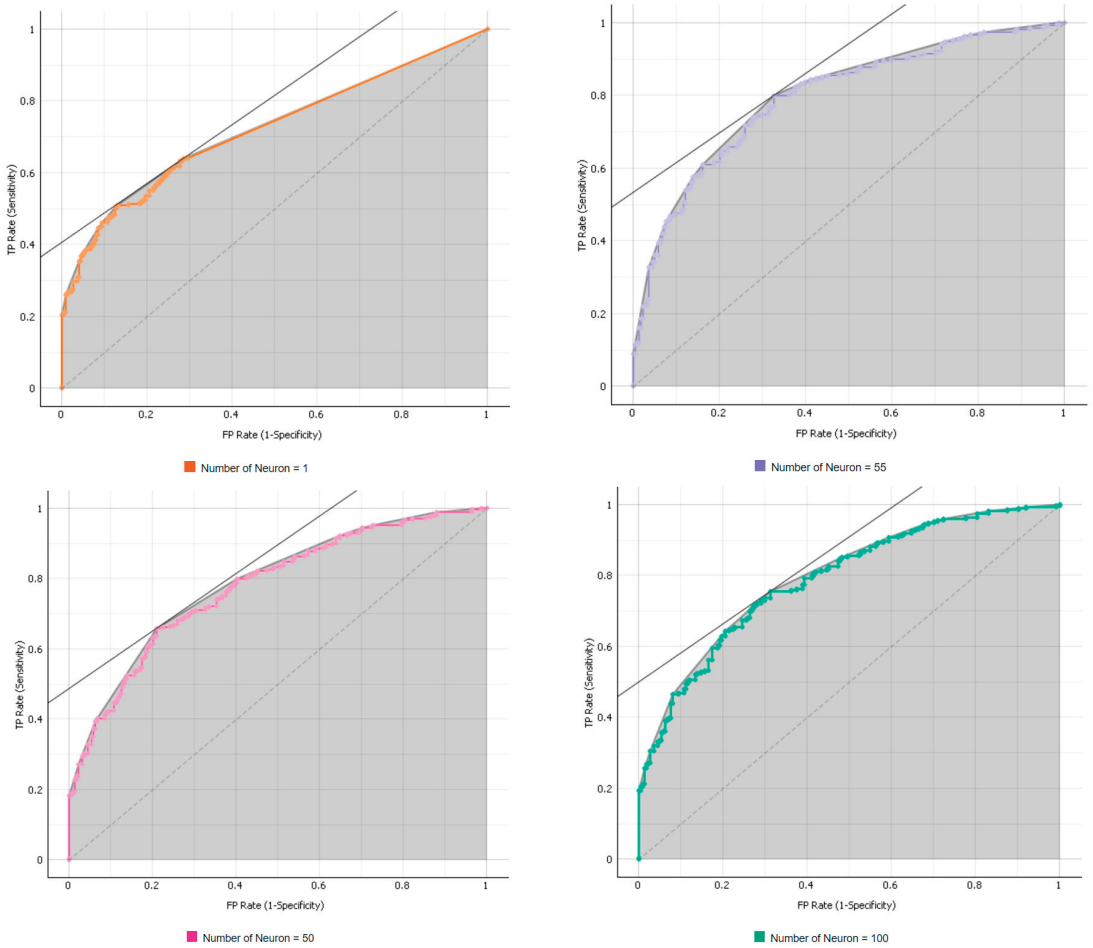 1
0.8
0.6
0.4
0.2
0
TP Rate (Sensitivity)
0 0.2 0.4 0.6 0.8 1
FP Rate (1-Specificity)
Number of Neuron = 1
1
0.8
0.6
0.4
0.2
0
TP Rate (Sensitivity)
0 0.2 0.4 0.6 0.8 1
FP Rate (1-Specificity)
Number of Neuron = 55
1
0.8
0.6
0.4
0.2
0
TP Rate (Sensitivity)
0 0.2 0.4 0.6 0.8 1
FP Rate (1-Specificity)
Number of Neuron = 50
1
0.8
0.6
0.4
0.2
0
TP Rate (Sensitivity)
0 0.2 0.4 0.6 0.8 1
FP Rate (1-Specificity)
Number of Neuron = 100